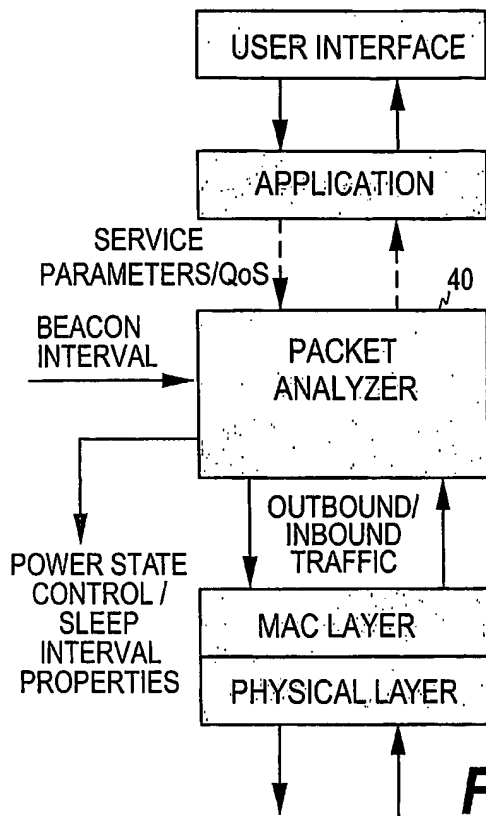 USER INTERFACE
APPLICATION
SERVICE
PARAMETERS/QoS
40
BEACON
INTERVAL
PACKET
ANALYZER
OUTBOUND/
INBOUND
TRAFFIC
POWER STATE
CONTROL /
SLEEP
INTERVAL
PROPERTIES
MAC LAYER
PHYSICAL LAYER
F